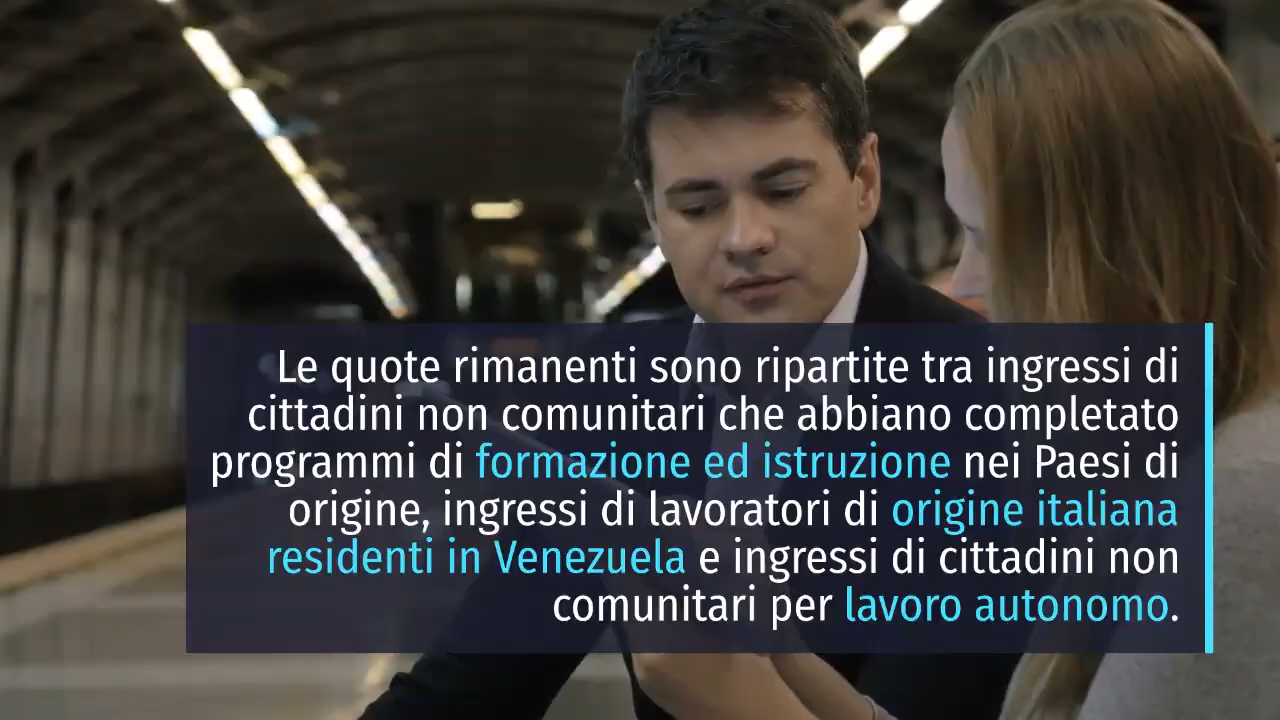 Le quote rimanenti sono ripartite tra ingressi di
cittadini non comunitari che abbiano completato
programmi di formazione ed istruzione nei Paesi di
origine, ingressi di lavoratori di origine italiana
residenti in Venezuela e ingressi di cittadini non
comunitari per lavoro autonomo.